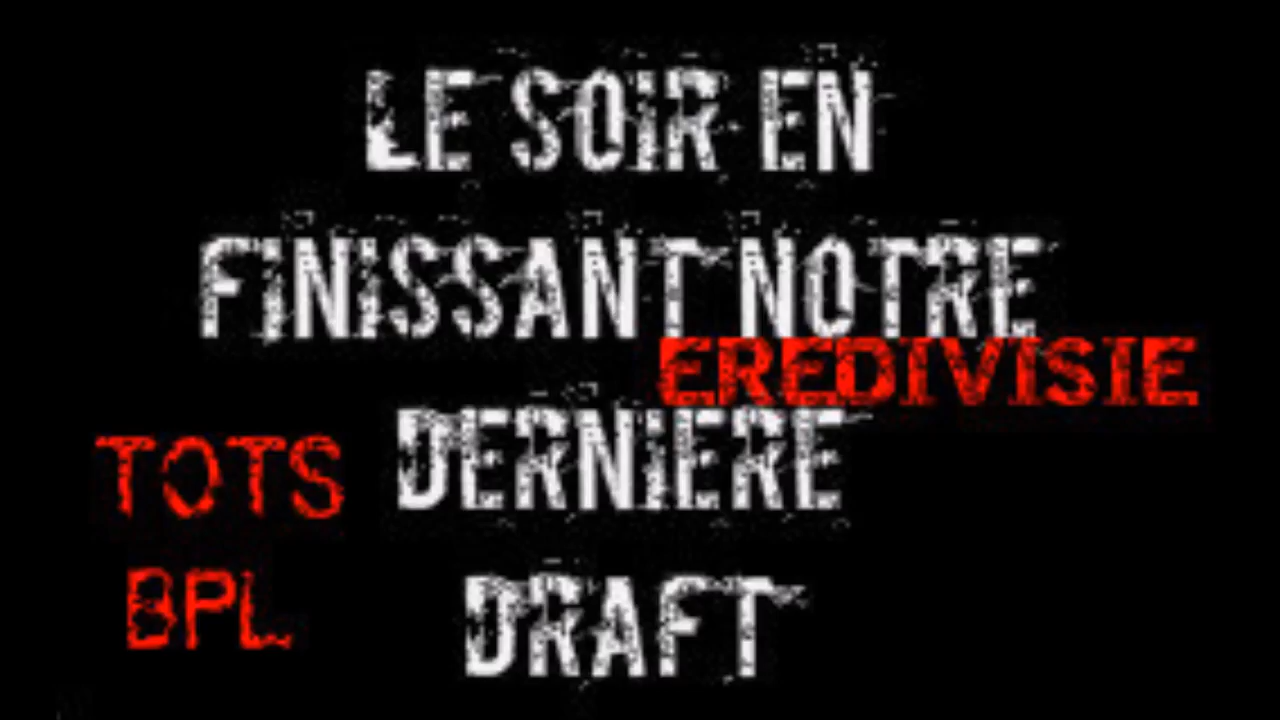 LE SOIR EN
FINISSANT NOTRE
EREDIVISIE
DERNIERE
TOTS
BPL
DRAFT